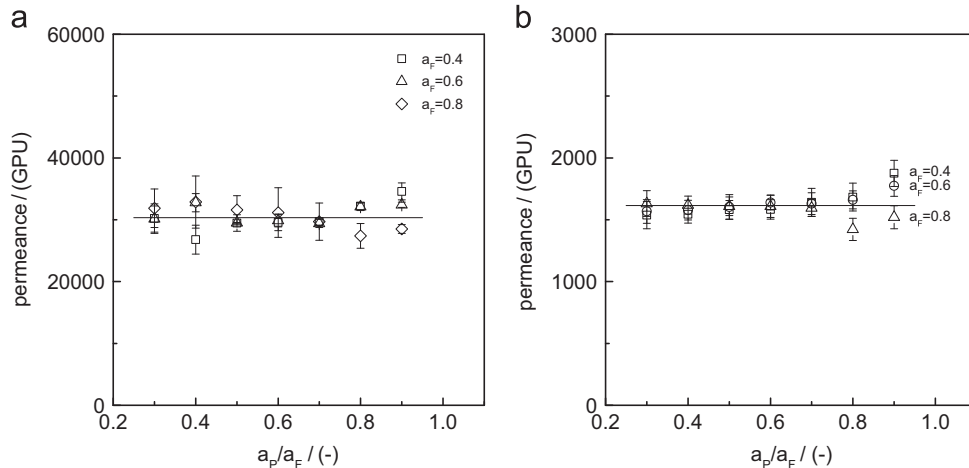 a
60000
a_F=0.4
a_F=0.6
a_F=0.8
40000
permeance / (GPU)
20000
0
0.2 0.4 0.6 0.8 1.0
a_P/a_F / (-)
b
3000
2000
a_F=0.4
a_F=0.6
a_F=0.8
permeance / (GPU)
1000
0
0.2 0.4 0.6 0.8 1.0
a_P/a_F / (-)